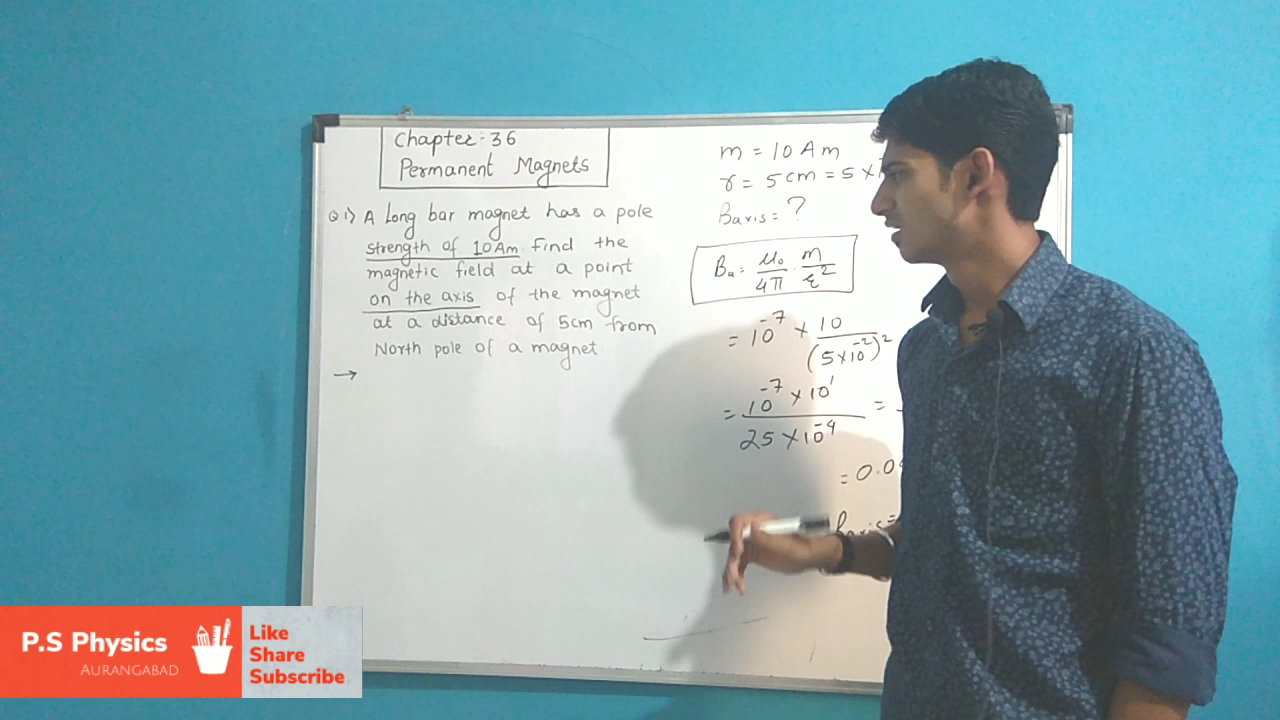 Chapter-36
Permanent Magnets
Q1) A Long bar magnet has a pole
strength of 10Am. Find the
magnetic field at a point
on the axis of the magnet
at a distance of 5cm from
North pole of a magnet.
→
m = 10 A m
r = 5cm = 5 ×
Baxis = ?
Ba = μ₀/4π · m/r²
= 10⁻⁷ × 10/(5×10⁻²)²
= 10⁻⁷ × 10¹/25×10⁻⁴ =
= 0.0
Baxis =
P.S Physics
AURANGABAD
Like
Share
Subscribe